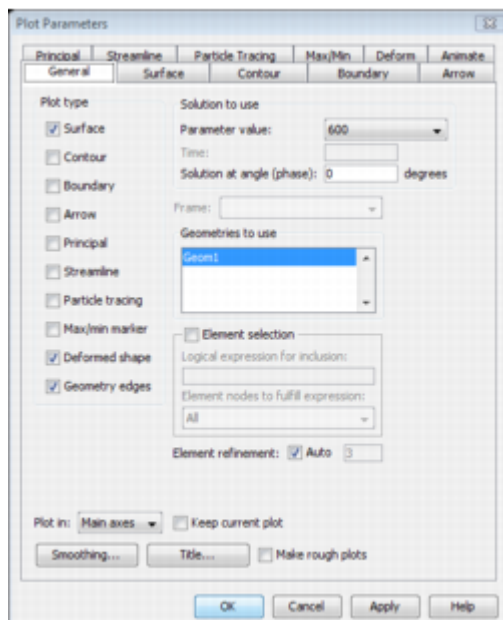 Plot Parameters
Principal Streamline Particle Tracing Max/Min Deform Animate
General Surface Contour Boundary Arrow
Plot type
Surface
Contour
Boundary
Arrow
Principal
Streamline
Particle tracing
Max/min marker
Deformed shape
Geometry edges
Solution to use
Parameter value: 600
Time:
Solution at angle (phase): 0 degrees
Frame:
Geometries to use
Geom1
Element selection
Logical expression for inclusion:
Element nodes to fulfill expression:
All
Element refinement: Auto 3
Plot in: Main axes Keep current plot
Smoothing... Title... Make rough plots
OK Cancel Apply Help